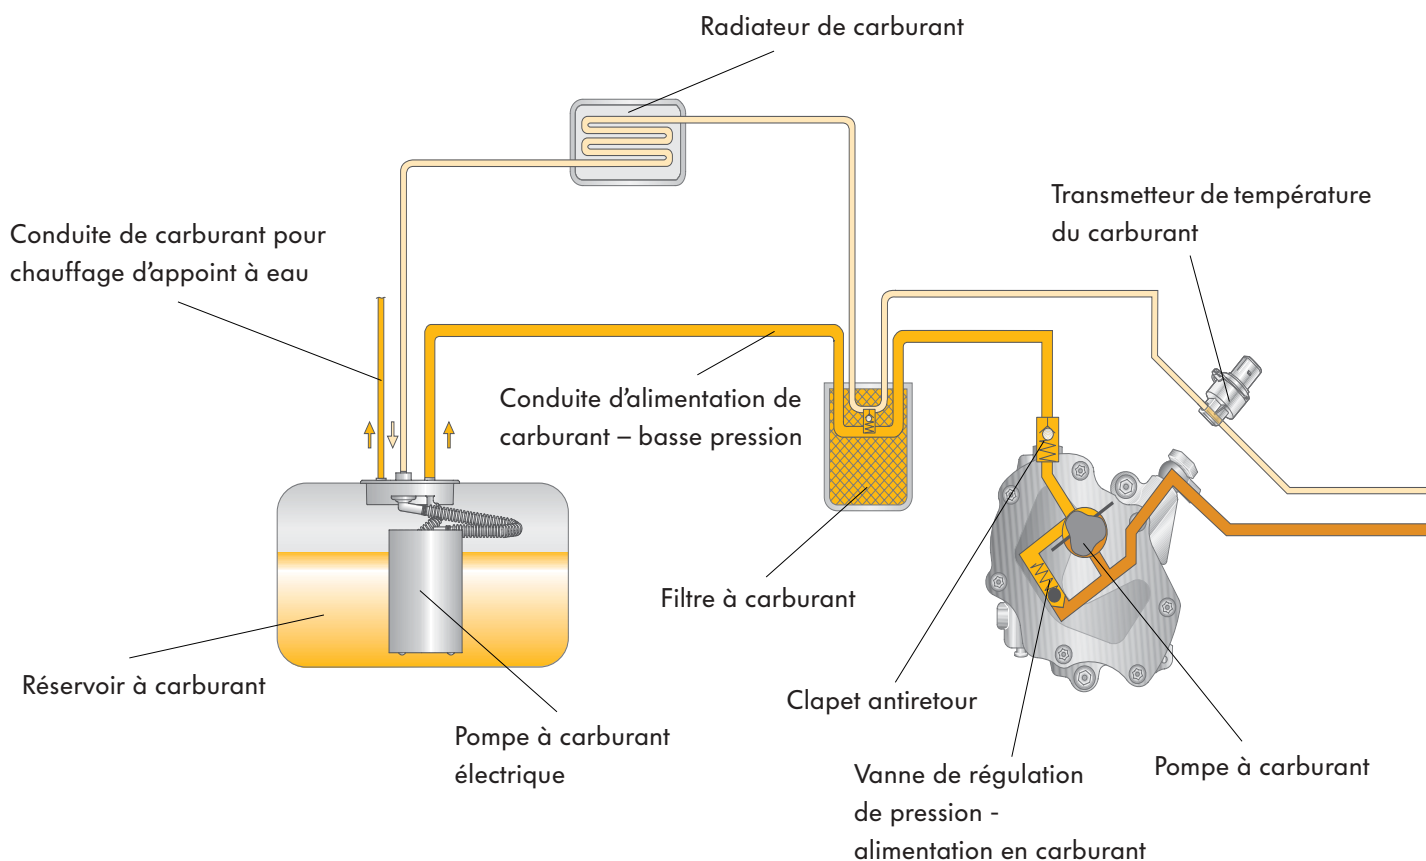 Radiateur de carburant
Transmetteur de température
du carburant
Conduite de carburant pour
chauffage d'appoint à eau
Conduite d'alimentation de
carburant – basse pression
Filtre à carburant
Réservoir à carburant
Clapet antiretour
Pompe à carburant
électrique
Vanne de régulation
de pression -
alimentation en carburant
Pompe à carburant